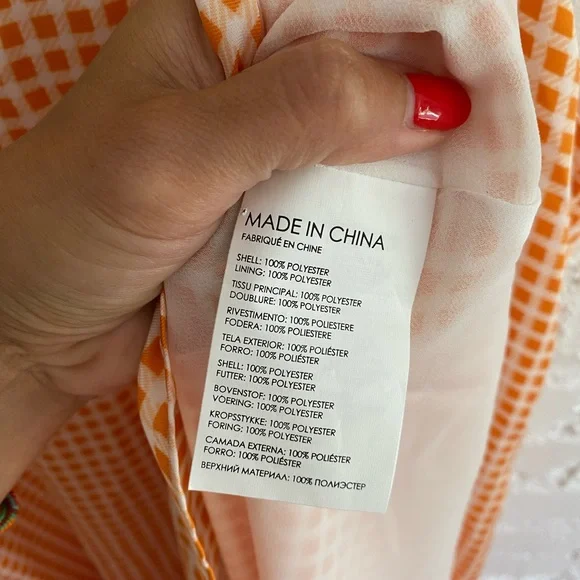 MADE IN CHINA
FABRIQUÉ EN CHINE
SHELL: 100% POLYESTER
LINING: 100% POLYESTER
TISSU PRINCIPAL: 100% POLYESTER
DOUBLURE: 100% POLYESTER
RIVESTIMENTO: 100% POLIESTERE
FODERA: 100% POLIESTERE
TELA EXTERIOR: 100% POLIÉSTER
FORRO: 100% POLIÉSTER
SHELL: 100% POLYESTER
FUTTER: 100% POLYESTER
BOVENSTOF: 100% POLYESTER
VOERING: 100% POLYESTER
KROPSSTYKKE: 100% POLYESTER
FORING: 100% POLYESTER
CAMADA EXTERNA: 100% POLIÉSTER
FORRO: 100% POLIÉSTER
ВЕРХНИЙ МАТЕРИАЛ: 100% ПОЛИЭСТЕР